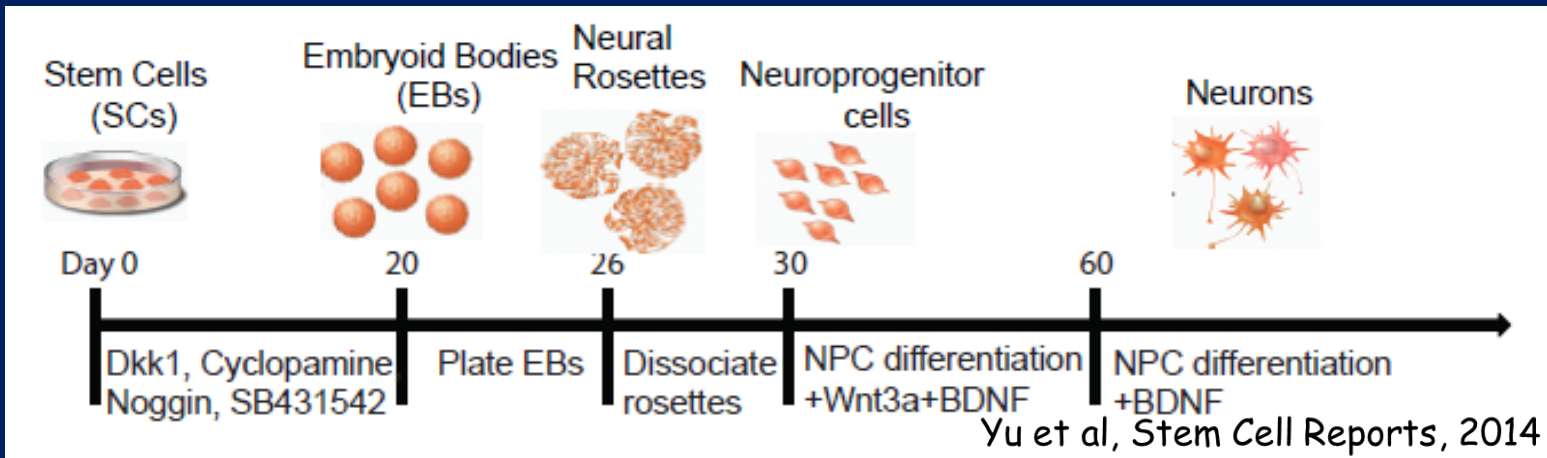 Stem Cells
(SCs)
Embryoid Bodies
(EBs)
Neural
Rosettes
Neuroprogenitor
cells
Neurons
Day 0
20
26
30
60
Dkk1, Cyclopamine,
Noggin, SB431542
Plate EBs
Dissociate
rosettes
NPC differentiation
+Wnt3a+BDNF
NPC differentiation
+BDNF
Yu et al, Stem Cell Reports, 2014